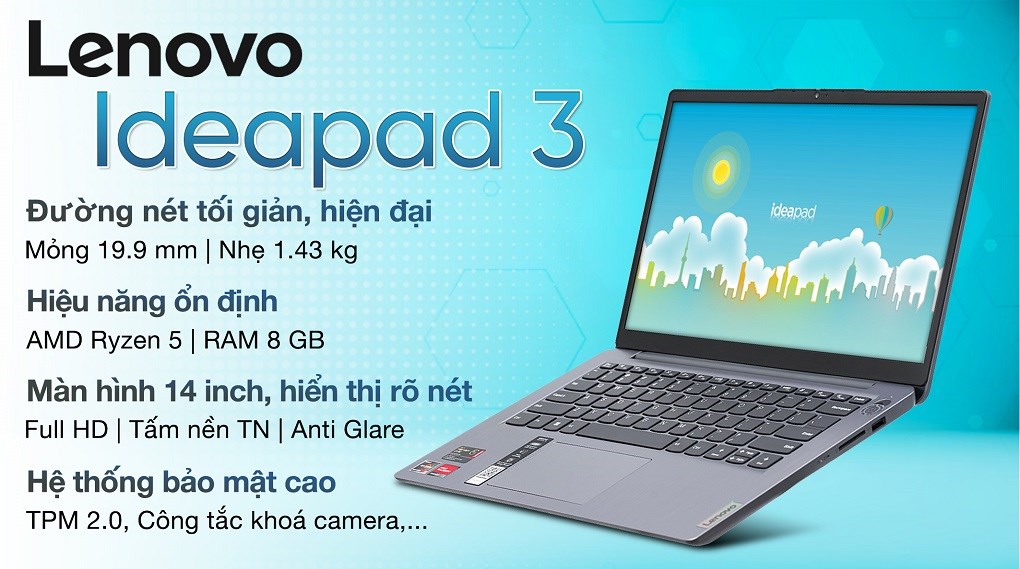 Lenovo
Ideapad 3
Đường nét tối giản, hiện đại
Mỏng 19.9 mm | Nhẹ 1.43 kg
Hiệu năng ổn định
AMD Ryzen 5 | RAM 8 GB
Màn hình 14 inch, hiển thị rõ nét
Full HD | Tấm nền TN | Anti Glare
Hệ thống bảo mật cao
TPM 2.0, Công tắc khoá camera,...
ideapad
Lenovo